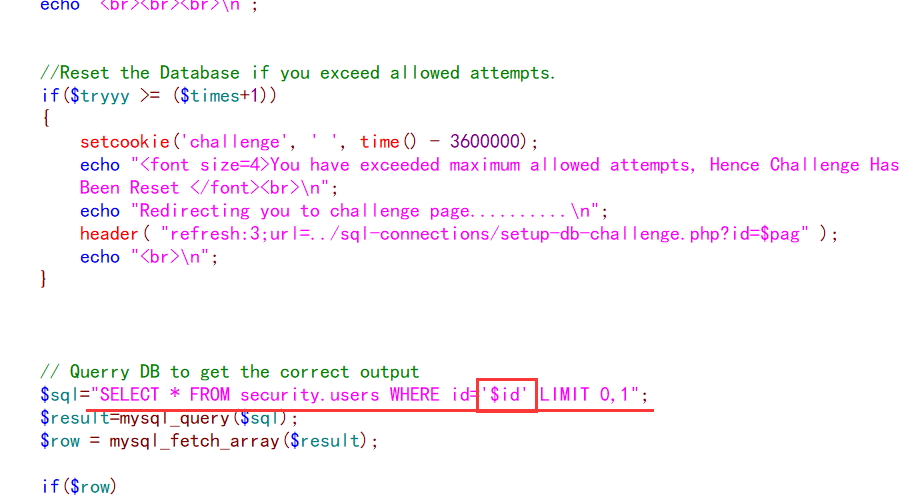 echo "<br><br><br>\n";
//Reset the Database if you exceed allowed attempts.
if($tryyy >= ($times+1))
{
setcookie('challenge', ' ', time() - 3600000);
echo "<font size=4>You have exceeded maximum allowed attempts, Hence Challenge Has
Been Reset </font><br>\n";
echo "Redirecting you to challenge page..........\n";
header( "refresh:3;url=../sql-connections/setup-db-challenge.php?id=$pag" );
echo "<br>\n";
}
// Querry DB to get the correct output
$sql="SELECT * FROM security.users WHERE id='$id' LIMIT 0,1";
$result=mysql_query($sql);
$row = mysql_fetch_array($result);
if($row)